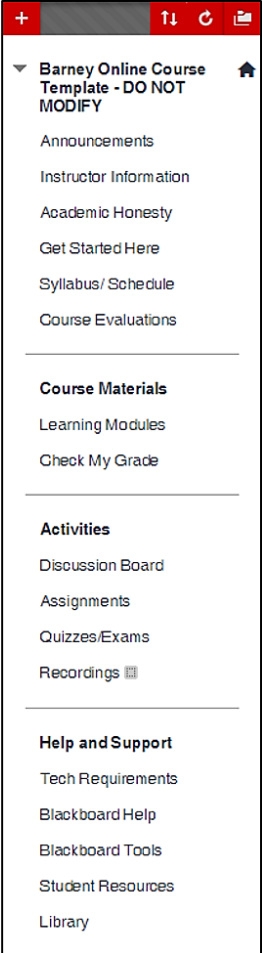 Barney Online Course
Template - DO NOT
MODIFY
Announcements
Instructor Information
Academic Honesty
Get Started Here
Syllabus/ Schedule
Course Evaluations
Course Materials
Learning Modules
Check My Grade
Activities
Discussion Board
Assignments
Quizzes/Exams
Recordings
Help and Support
Tech Requirements
Blackboard Help
Blackboard Tools
Student Resources
Library